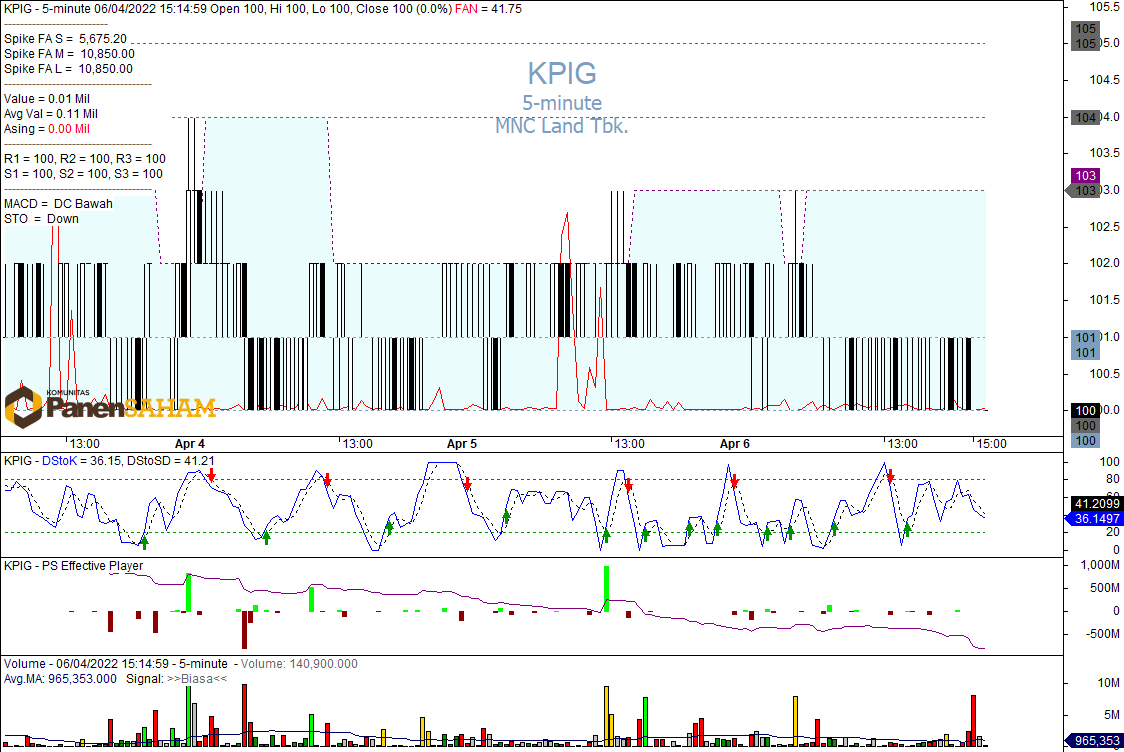 KPIG - 5-minute 06/04/2022 15:14:59 Open 100, Hi 100, Lo 100, Close 100 (0.0%) FAN = 41.75
Spike FA S = 5,675.20
Spike FA M = 10,850.00
Spike FA L = 10,850.00
Value = 0.01 Mil
Avg Val = 0.11 Mil
Asing = 0.00 Mil
R1 = 100, R2 = 100, R3 = 100
S1 = 100, S2 = 100, S3 = 100
MACD = DC Bawah
STO = Down
KPIG
5-minute
MNC Land Tbk.
105.5
105
105
5.0
104.5
104
4.0
103.5
103
103
3.0
102.5
102.0
101.5
101
1.0
101
100.5
100
0.0
100
100
KOMUNITAS
PanenSAHAM
13:00 Apr 4 13:00 Apr 5 13:00 Apr 6 13:00 15:00
KPIG - DStoK = 36.15, DStoSD = 41.21
100
80
41.2099
36.1497
20
0
KPIG - PS Effective Player
1,000M
500M
0
-500M
Volume - 06/04/2022 15:14:59 - 5-minute - Volume: 140,900.000
Avg.MA: 965,353.000 Signal: >>Biasa<<
10M
5M
965,353